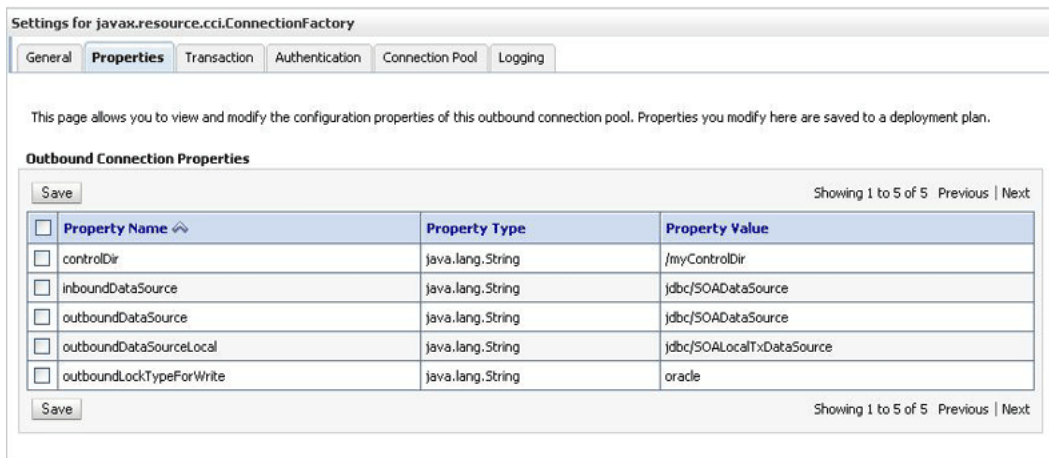 Settings for javax.resource.cci.ConnectionFactory
General Properties Transaction Authentication Connection Pool Logging
This page allows you to view and modify the configuration properties of this outbound connection pool. Properties you modify here are saved to a deployment plan.
Outbound Connection Properties
Save Showing 1 to 5 of 5 Previous | Next
Property Name Property Type Property Value
controlDir java.lang.String /myControlDir
inboundDataSource java.lang.String jdbc/SOADataSource
outboundDataSource java.lang.String jdbc/SOADataSource
outboundDataSourceLocal java.lang.String jdbc/SOALocalTxDataSource
outboundLockTypeForWrite java.lang.String oracle
Save Showing 1 to 5 of 5 Previous | Next